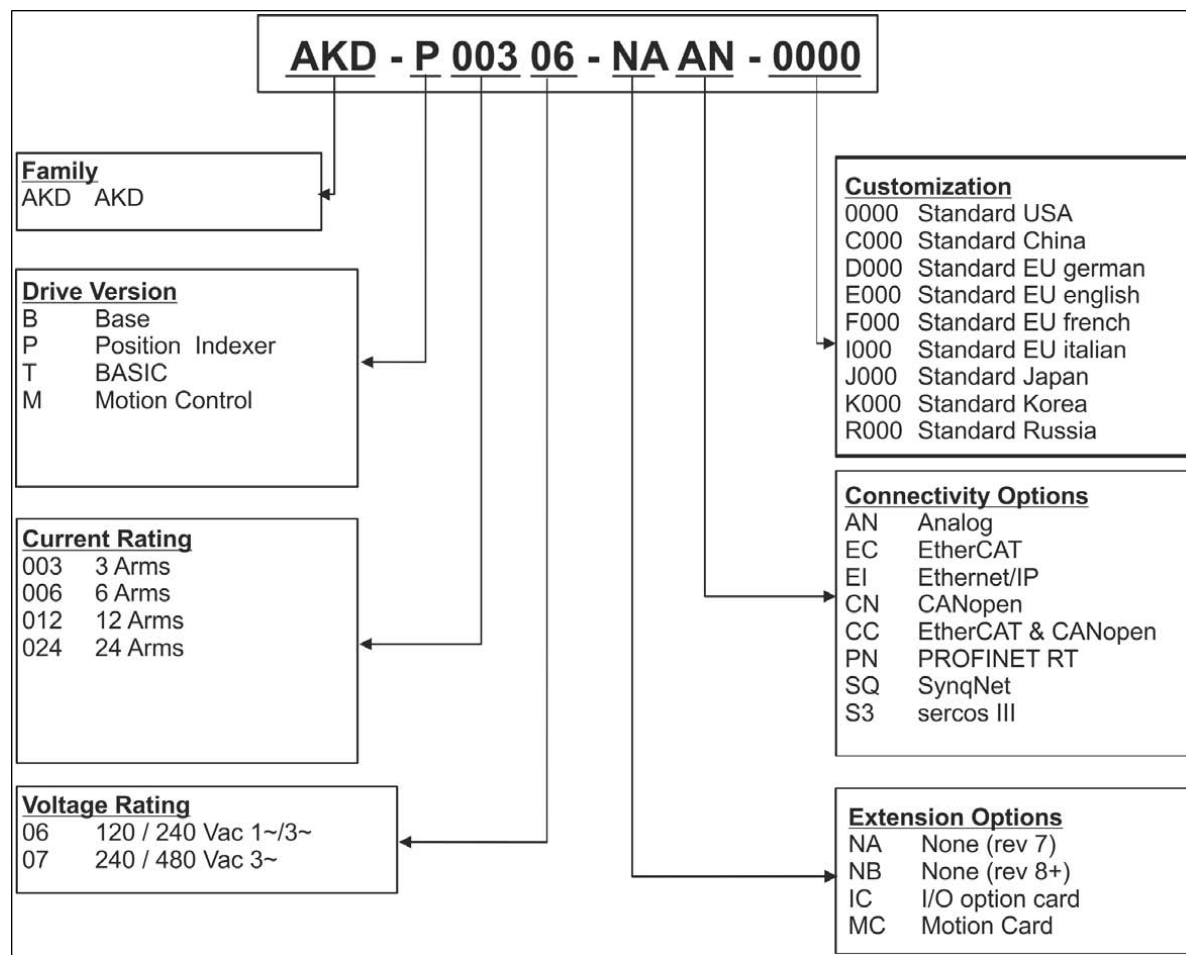 AKD - P 003 06 - NA AN - 0000
Family
AKD AKD
Drive Version
B Base
P Position Indexer
T BASIC
M Motion Control
Current Rating
003 3 Arms
006 6 Arms
012 12 Arms
024 24 Arms
Voltage Rating
06 120 / 240 Vac 1~/3~
07 240 / 480 Vac 3~
Customization
0000 Standard USA
C000 Standard China
D000 Standard EU german
E000 Standard EU english
F000 Standard EU french
I000 Standard EU italian
J000 Standard Japan
K000 Standard Korea
R000 Standard Russia
Connectivity Options
AN Analog
EC EtherCAT
EI Ethernet/IP
CN CANopen
CC EtherCAT & CANopen
PN PROFINET RT
SQ SynqNet
S3 sercos III
Extension Options
NA None (rev 7)
NB None (rev 8+)
IC I/O option card
MC Motion Card